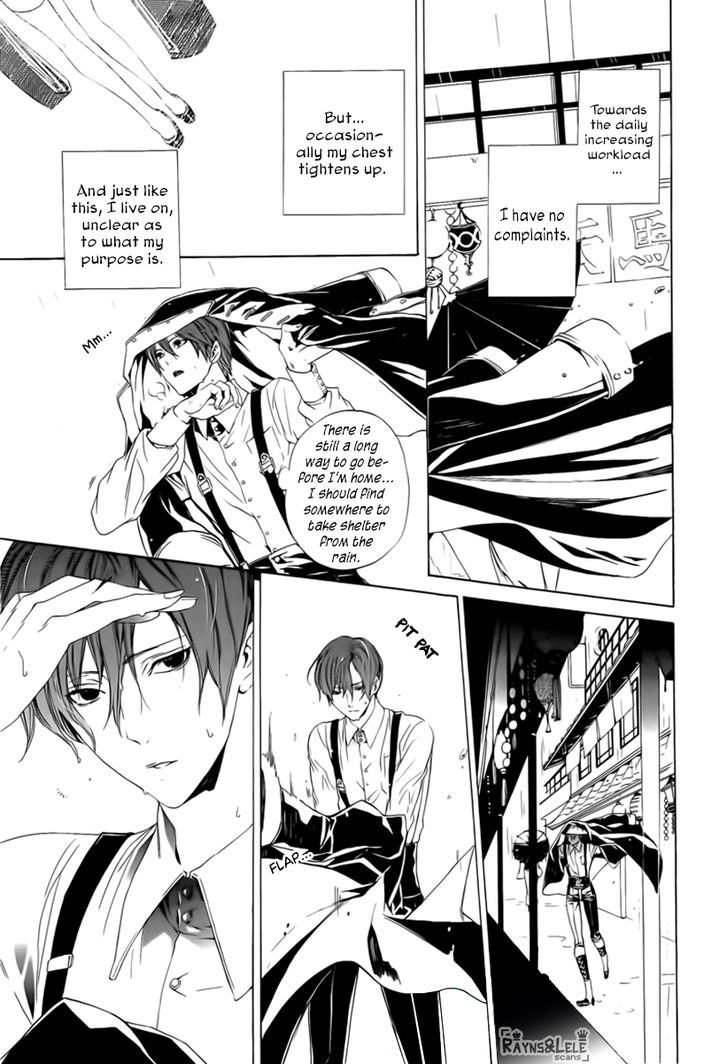 Towards
the daily
increasing
workload
...
I have no
complaints.
天馬
But...
occasion-
ally my chest
tightens up.
And just like
this, I live on,
unclear as
to what my
purpose is.
Mm...
There is
still a long
way to go be-
fore I'm home...
I should find
somewhere to
take shelter
from the
rain.
PIT PAT
FLAP...
RAYNS&LELE
scans